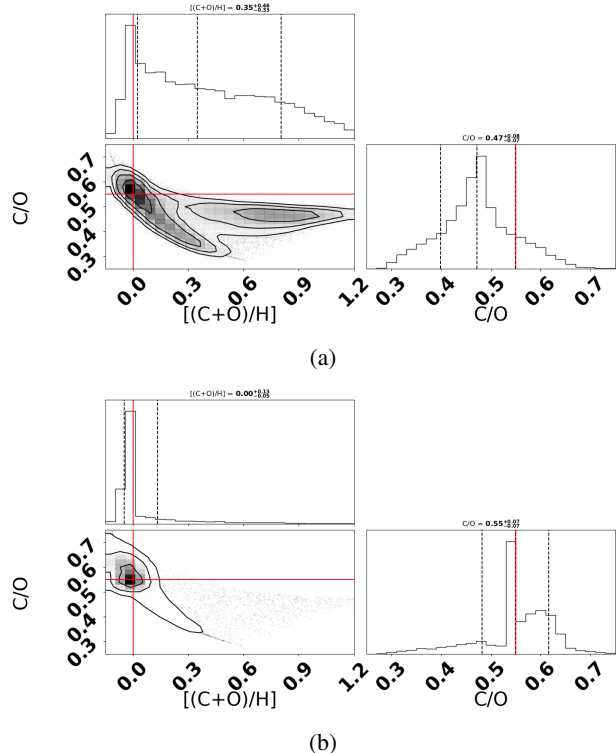 [(C+O)/H] = 0.35+0.46−0.33
C/O
0.7
0.6
0.5
0.4
0.3
C/O = 0.47+0.08−0.07
0.0 0.3 0.6 0.9 1.2
[(C+O)/H]
0.3 0.4 0.5 0.6 0.7
C/O
(a)
[(C+O)/H] = 0.00+0.13−0.05
C/O
0.7
0.6
0.5
0.4
0.3
C/O = 0.55+0.07−0.07
0.0 0.3 0.6 0.9 1.2
[(C+O)/H]
0.3 0.4 0.5 0.6 0.7
C/O
(b)